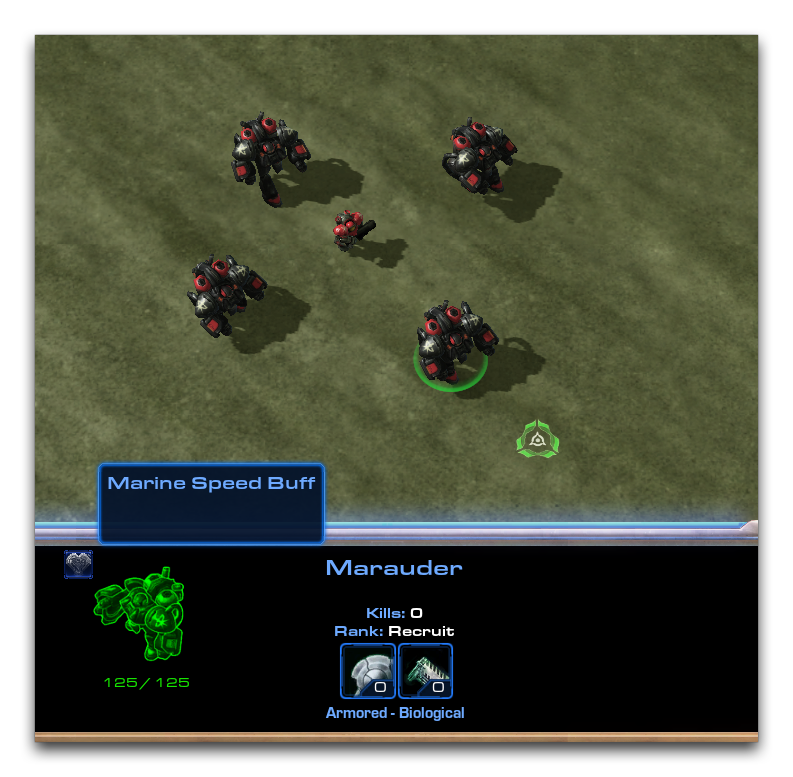 Marine Speed Buff
Marauder
Kills: 0
Rank: Recruit
0 0
125/125
Armored - Biological